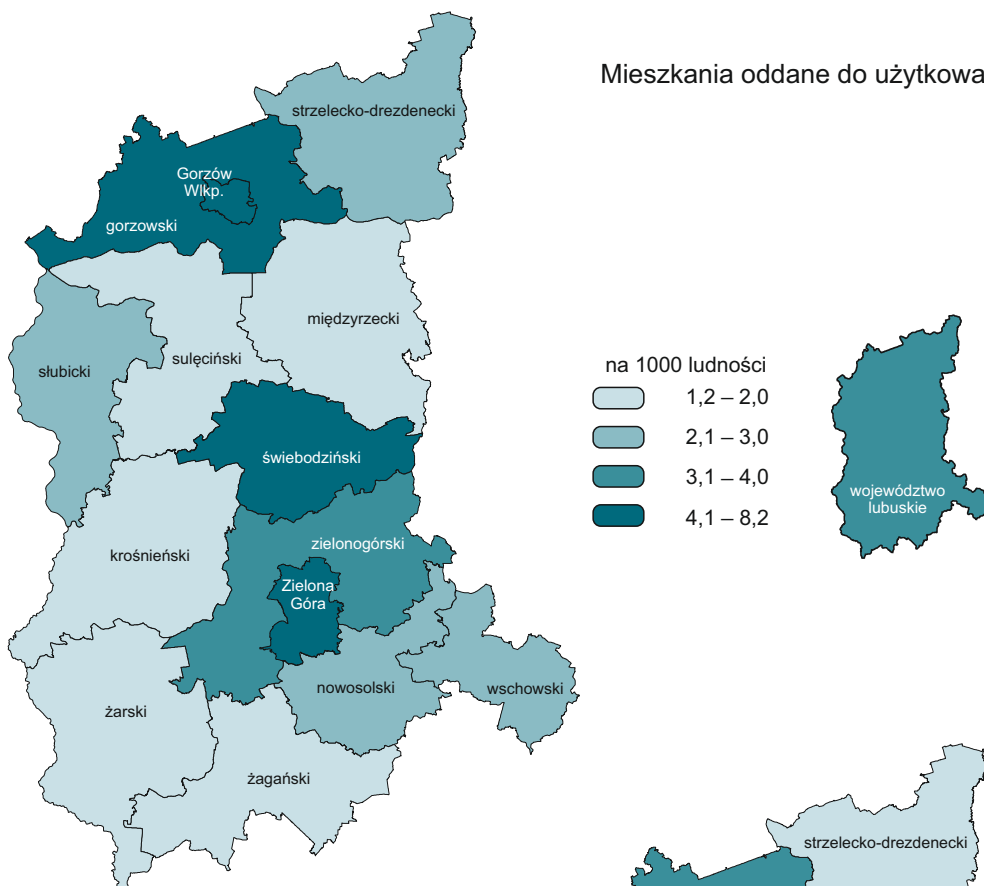 Mieszkania oddane do użytkowa
strzelecko-drezdenecki
Gorzów
Wlkp.
gorzowski
międzyrzecki
sulęciński
słubicki
świebodziński
krośnieński
zielonogórski
Zielona
Góra
nowosolski
wschowski
żarski
żagański
na 1000 ludności
1,2 – 2,0
2,1 – 3,0
3,1 – 4,0
4,1 – 8,2
województwo
lubuskie
strzelecko-drezdenecki